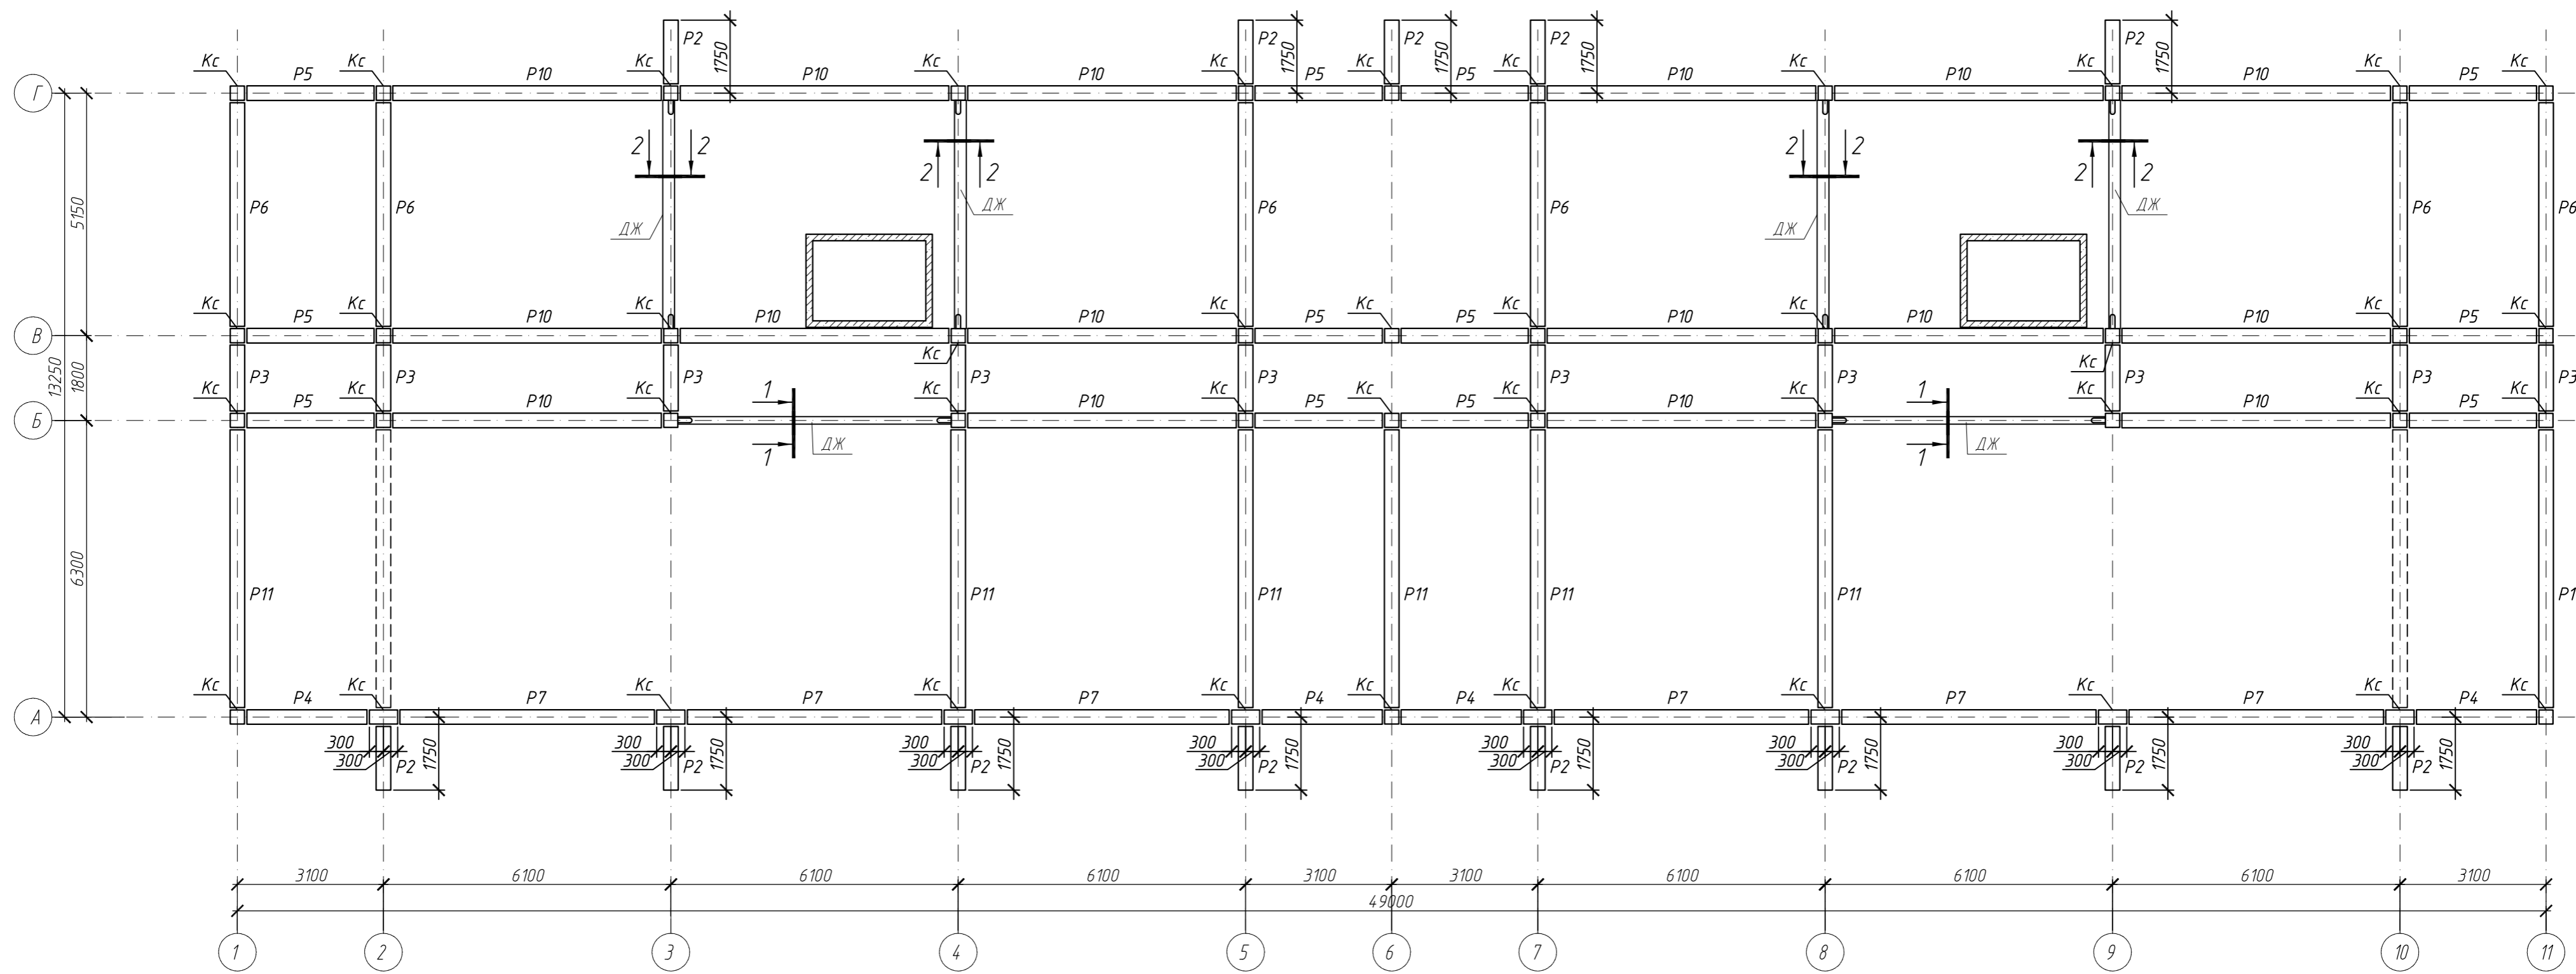 Р2 1750 Р2 1750 Р2 1750 Р2 1750 Р2 1750
Кс Кс Кс Кс Кс Кс Кс Кс Кс Кс Кс
Г Р5 Р10 Р10 Р10 Р5 Р5 Р10 Р10 Р10 Р5
2 2 2 2 2 2 2 2
5150 Р6 Р6 ДЖ ДЖ Р6 Р6 ДЖ ДЖ Р6 Р6
Кс Кс Кс Кс Кс Кс Кс Кс Кс
В Р5 Р10 Р10 Р10 Р5 Р5 Р10 Р10 Р10 Р5
Кс Кс
13250 1800 Р3 Р3 Р3 Р3 Р3 Р3 Р3 Р3 Р3 Р3
Кс Кс Кс Кс Кс Кс Кс Кс Кс Кс Кс
Б Р5 Р10 1 Р10 Р5 Р5 Р10 1 Р10 Р5
1 ДЖ 1 ДЖ
6300 Р11 Р11 Р11 Р11 Р11 Р11 Р1
Кс Кс Кс Кс Кс Кс Кс Кс Кс Кс Кс
А Р4 Р7 Р7 Р7 Р4 Р4 Р7 Р7 Р7 Р4
300 300 Р2 1750 300 300 Р2 1750 300 300 Р2 1750 300 300 Р2 1750 300 300 Р2 1750 300 300 Р2 1750 300 300 Р2 1750 300 300 Р2 1750
3100 6100 6100 6100 3100 3100 6100 6100 6100 3100
49000
1 2 3 4 5 6 7 8 9 10 11